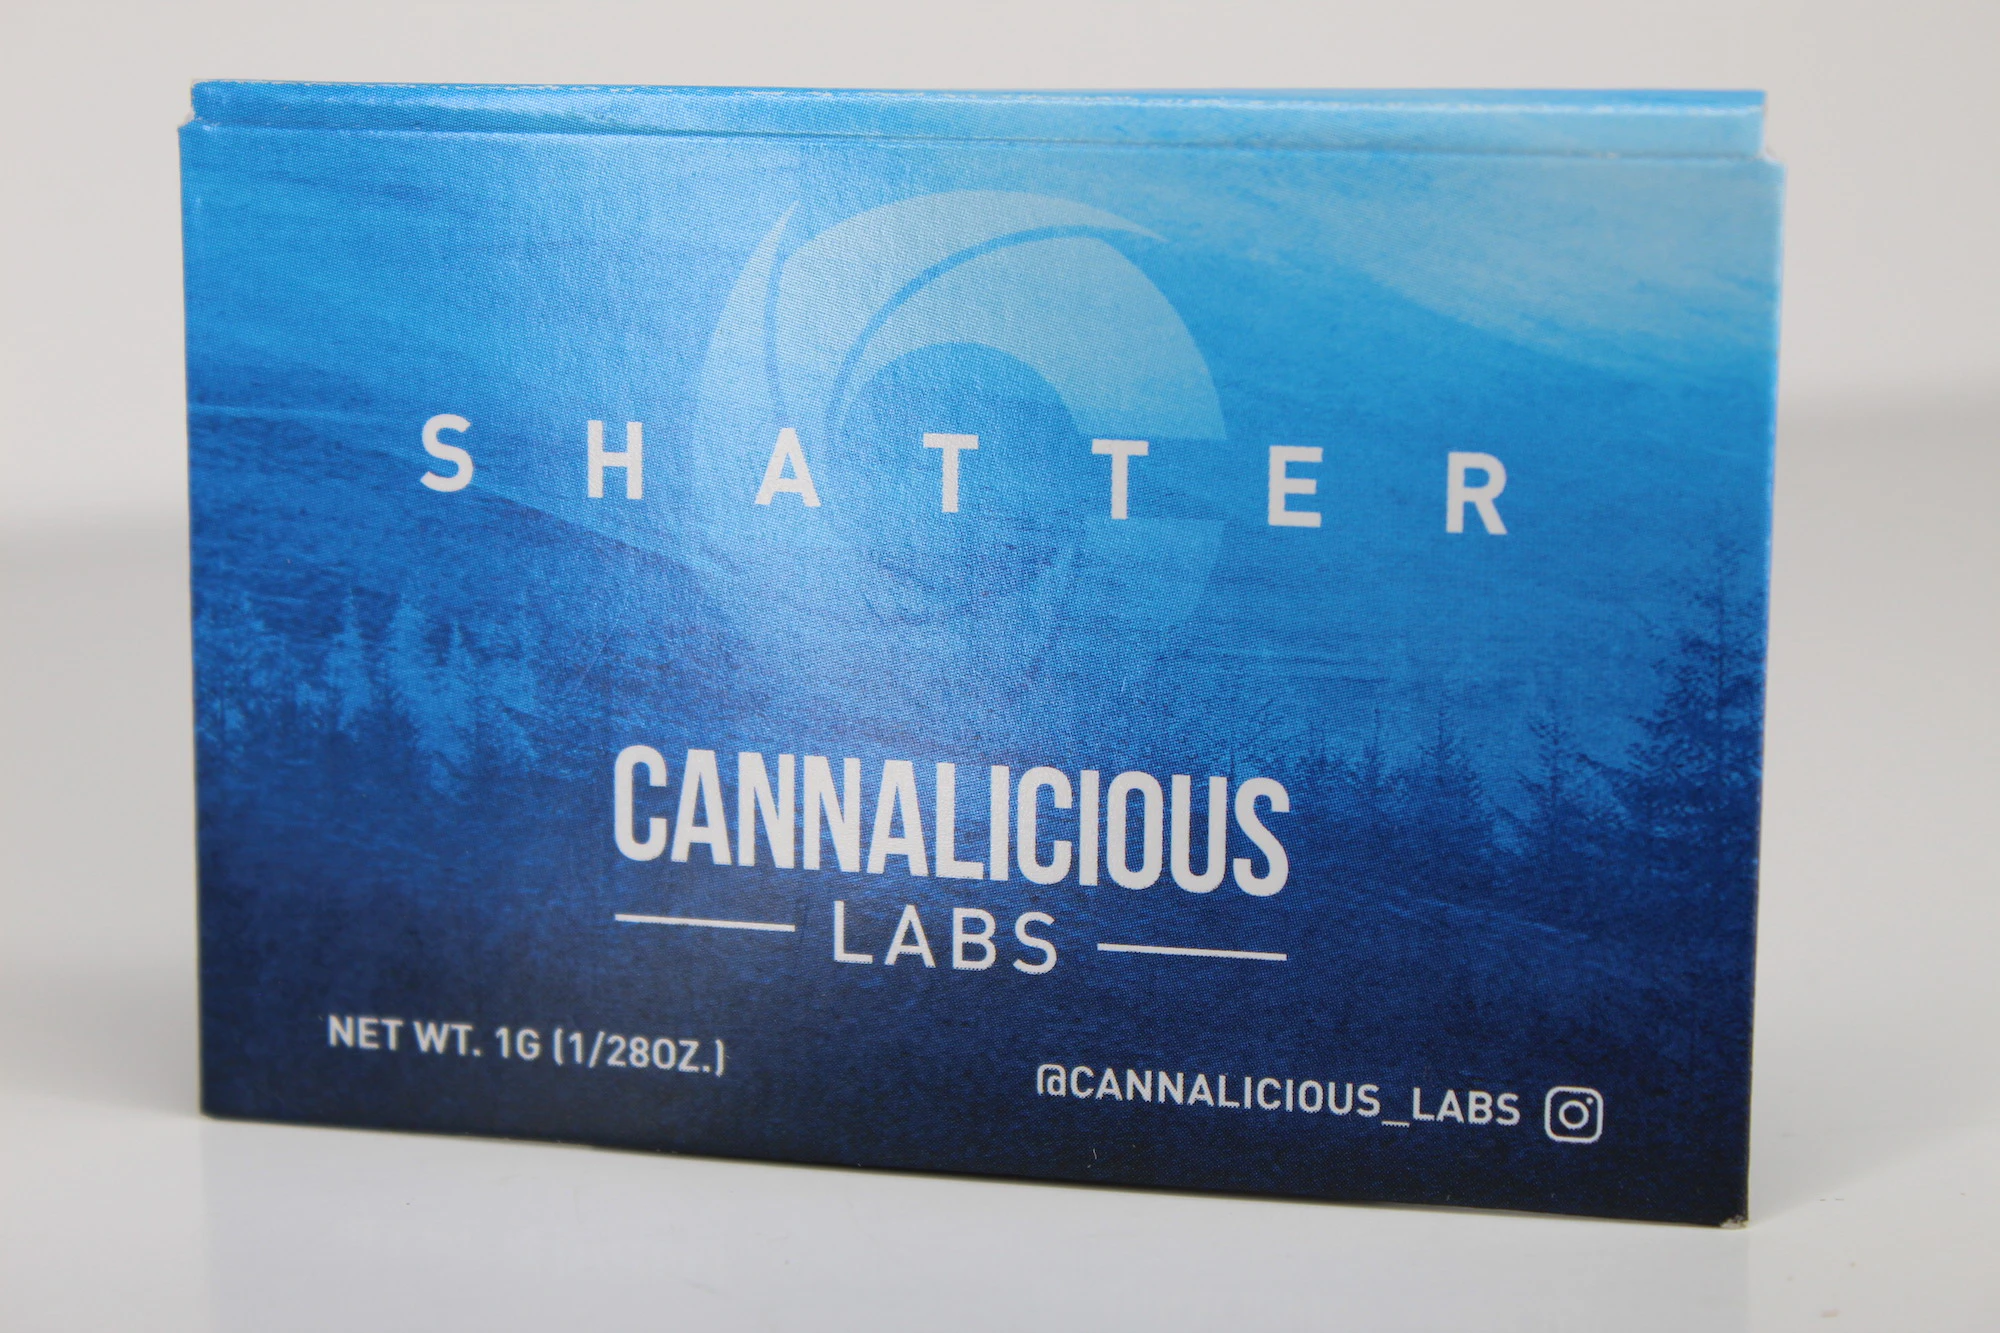 SHATTER
CANNALICIOUS
LABS
NET WT. 1G (1/28OZ.)
@CANNALICIOUS_LABS